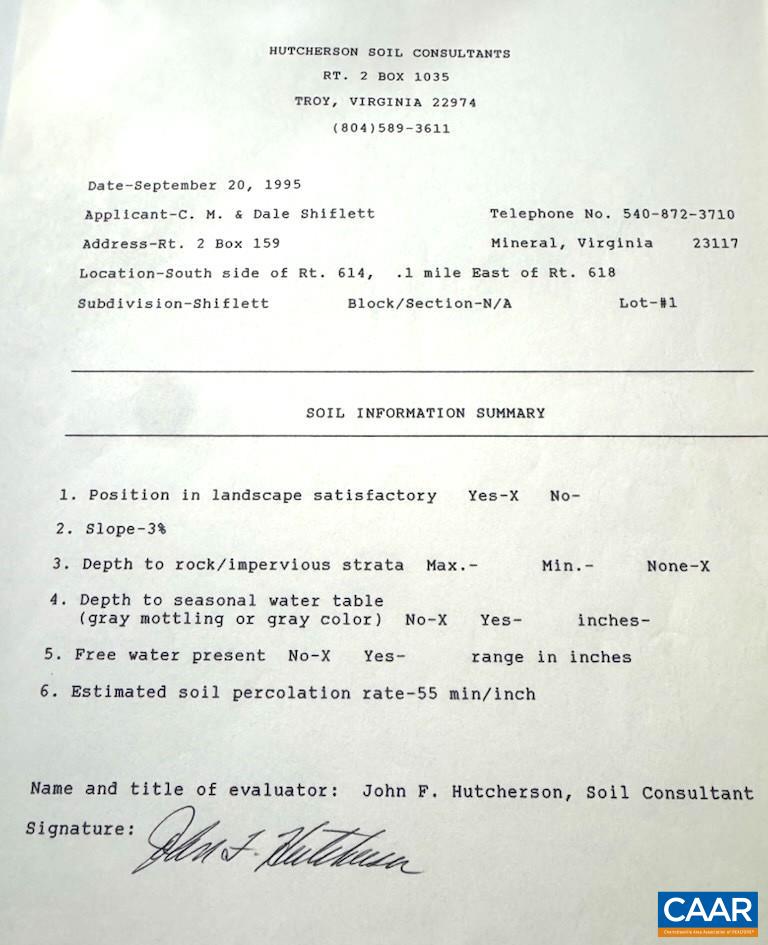 HUTCHERSON SOIL CONSULTANTS
RT. 2 BOX 1035
TROY, VIRGINIA 22974
(804)589-3611
Date-September 20, 1995
Applicant-C. M. & Dale Shiflett Telephone No. 540-872-3710
Address-Rt. 2 Box 159 Mineral, Virginia 23117
Location-South side of Rt. 614, .1 mile East of Rt. 618
Subdivision-Shiflett Block/Section-N/A Lot-#1
SOIL INFORMATION SUMMARY
1. Position in landscape satisfactory Yes-X No-
2. Slope-3%
3. Depth to rock/impervious strata Max.- Min.- None-X
4. Depth to seasonal water table
(gray mottling or gray color) No-X Yes- inches-
5. Free water present No-X Yes- range in inches
6. Estimated soil percolation rate-55 min/inch
Name and title of evaluator: John F. Hutcherson, Soil Consultant
Signature: John F. Hutcherson
CAAR
Charlottesville Area Association of REALTORS®